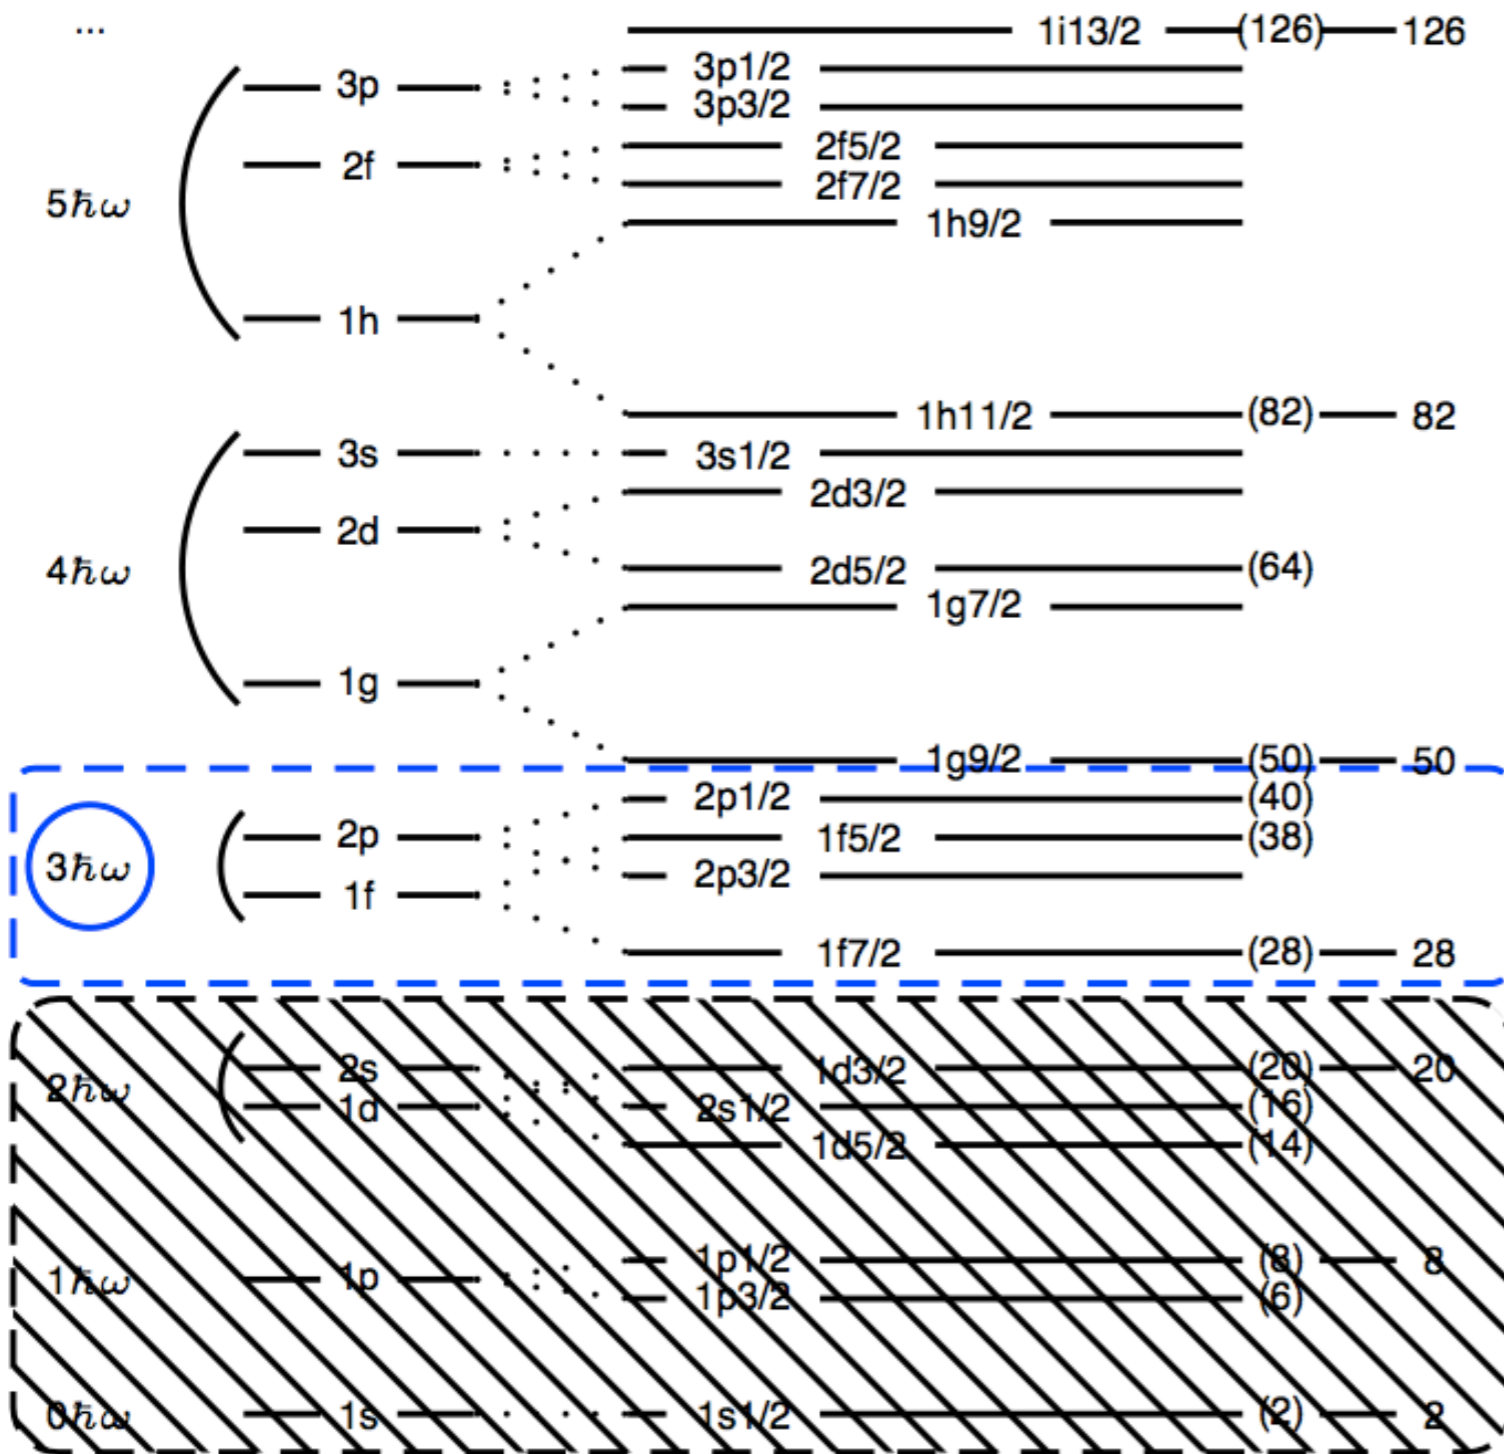 ... 1i13/2 (126) 126
3p 3p1/2
3p3/2
2f 2f5/2
2f7/2
5ħω 1h9/2
1h
1h11/2 (82) 82
3s 3s1/2
2d3/2
2d
4ħω 2d5/2 (64)
1g7/2
1g
1g9/2 (50) 50
2p1/2 (40)
2p 1f5/2 (38)
3ħω 2p3/2
1f
1f7/2 (28) 28
2s 1d3/2 (20) 20
2ħω
1d 2s1/2 (16)
1d5/2 (14)
1p1/2 (8) 8
1ħω 1p
1p3/2 (6)
0ħω 1s 1s1/2 (2) 2